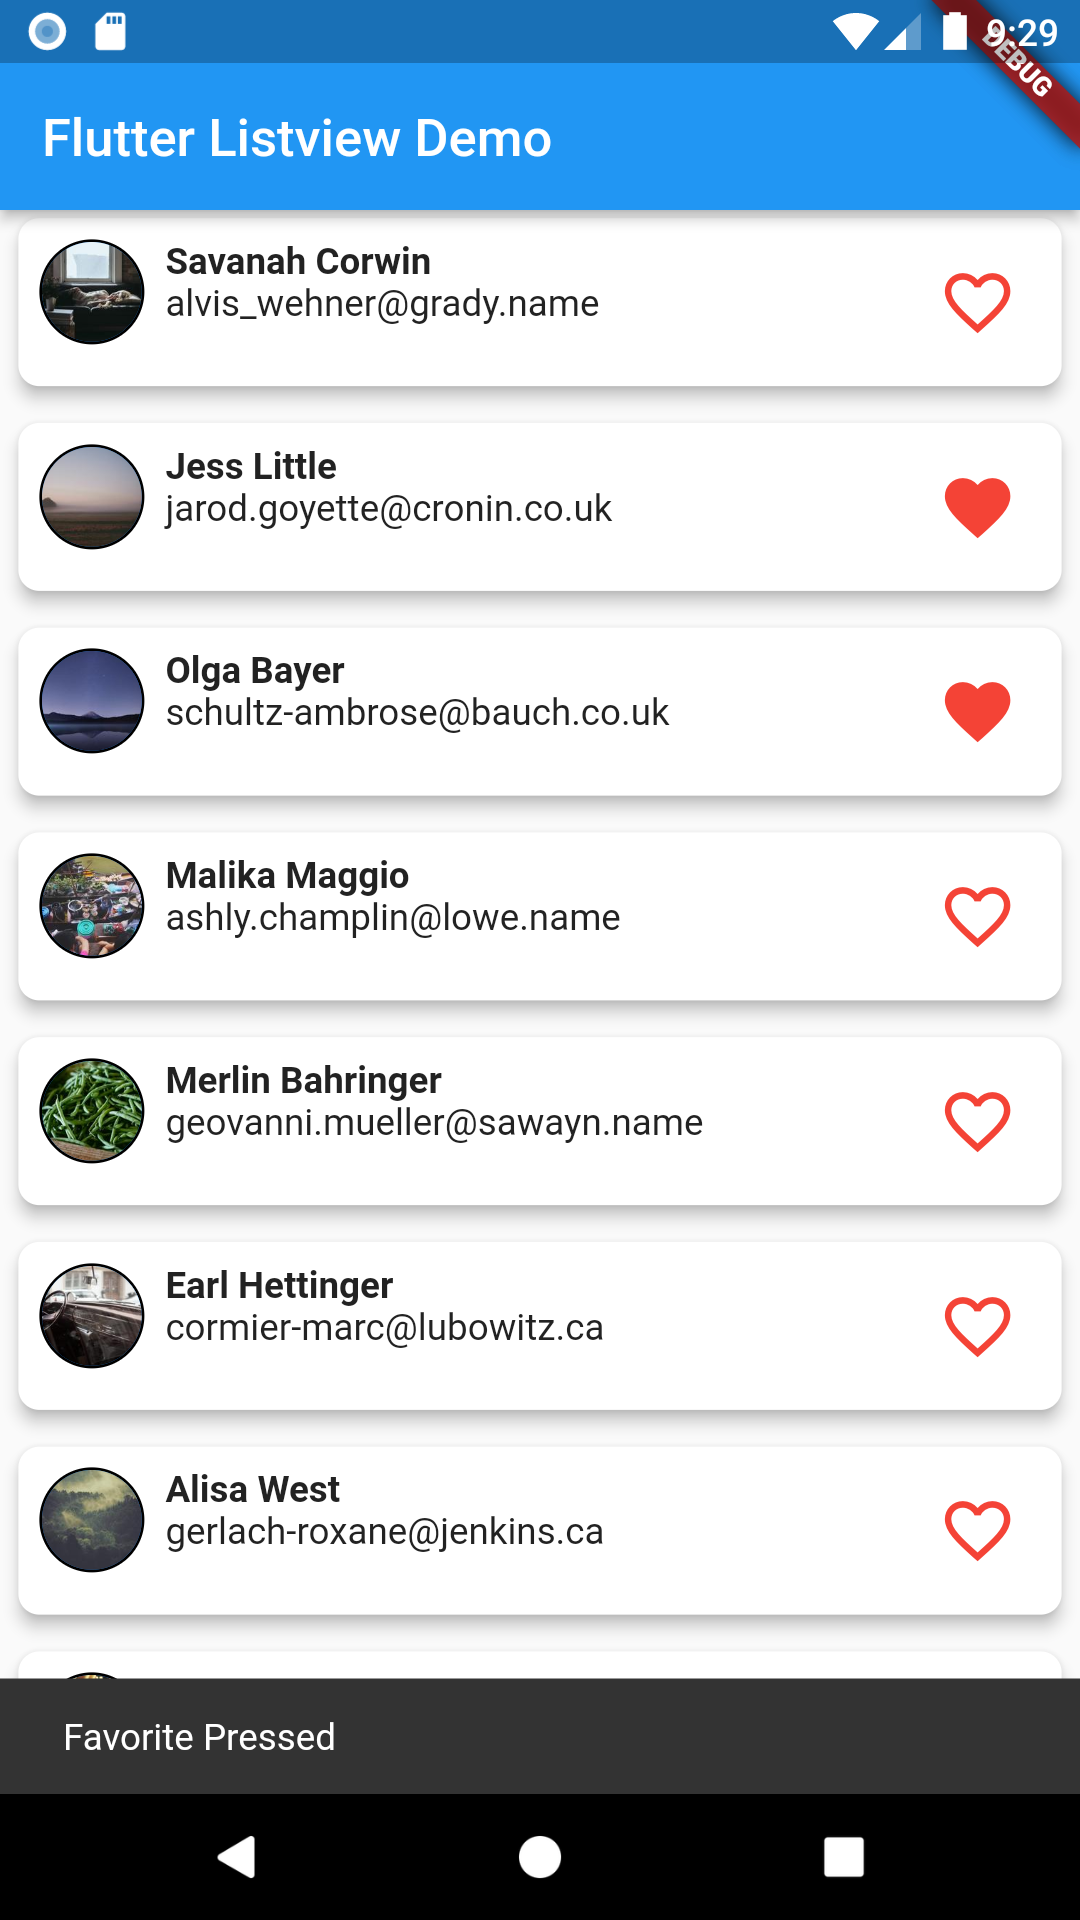 9:29
DEBUG
Flutter Listview Demo
Savanah Corwin
alvis_wehner@grady.name
Jess Little
jarod.goyette@cronin.co.uk
Olga Bayer
schultz-ambrose@bauch.co.uk
Malika Maggio
ashly.champlin@lowe.name
Merlin Bahringer
geovanni.mueller@sawayn.name
Earl Hettinger
cormier-marc@lubowitz.ca
Alisa West
gerlach-roxane@jenkins.ca
Favorite Pressed